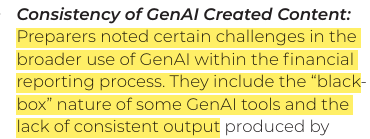 Consistency of GenAI Created Content:
Preparers noted certain challenges in the
broader use of GenAI within the financial
reporting process. They include the “black-
box” nature of some GenAI tools and the
lack of consistent output produced by